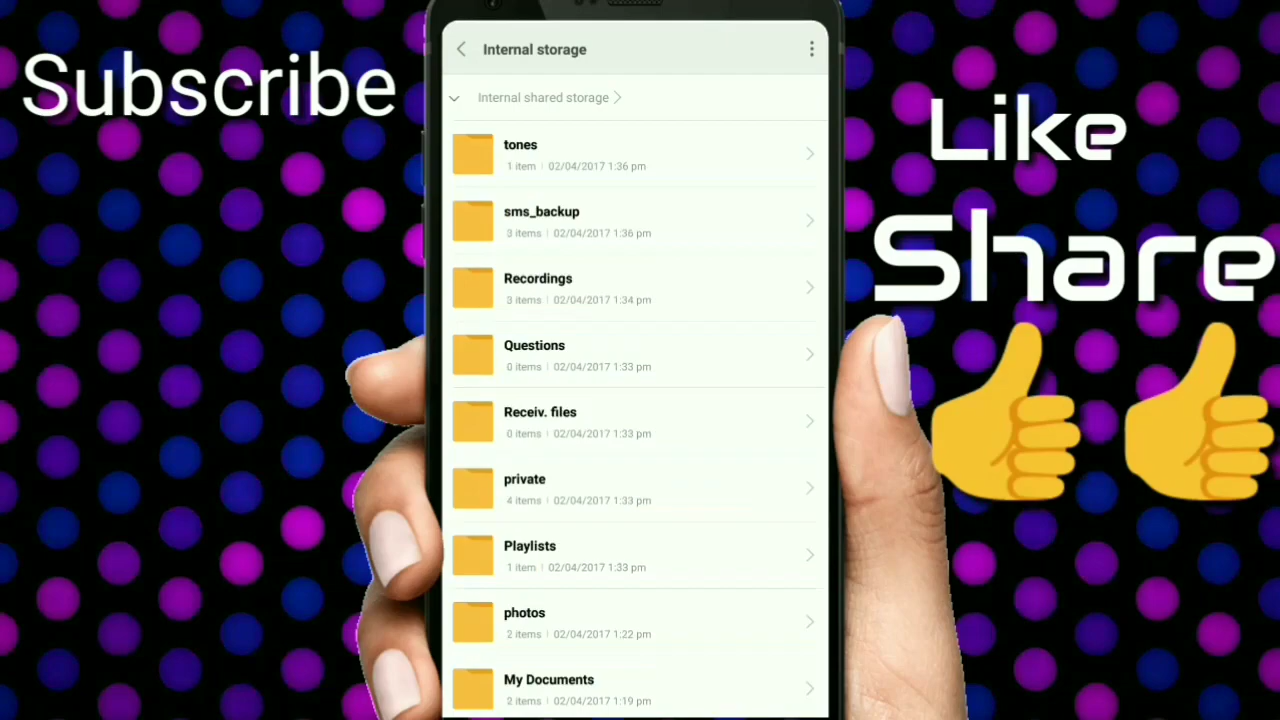 Subscribe
Like
Share
Internal storage
Internal shared storage
tones
1 item | 02/04/2017 1:36 pm
sms_backup
3 items | 02/04/2017 1:36 pm
Recordings
3 items | 02/04/2017 1:34 pm
Questions
0 items | 02/04/2017 1:33 pm
Receiv. files
0 items | 02/04/2017 1:33 pm
private
4 items | 02/04/2017 1:33 pm
Playlists
1 item | 02/04/2017 1:33 pm
photos
2 items | 02/04/2017 1:22 pm
My Documents
2 items | 02/04/2017 1:19 pm